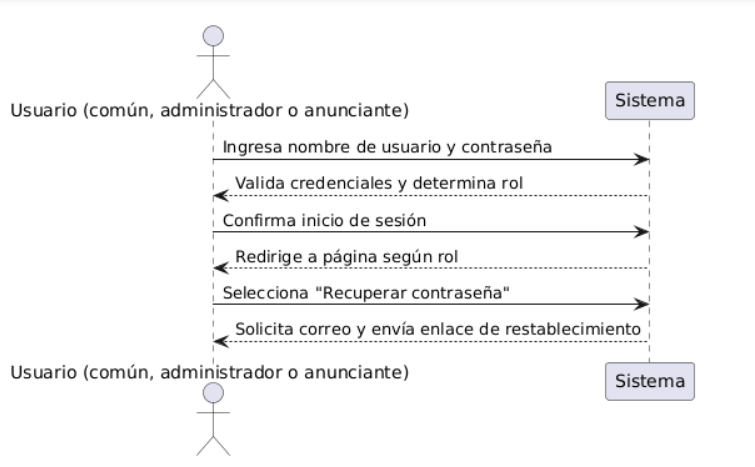 Usuario (común, administrador o anunciante)
Sistema
Ingresa nombre de usuario y contraseña
Valida credenciales y determina rol
Confirma inicio de sesión
Redirige a página según rol
Selecciona "Recuperar contraseña"
Solicita correo y envía enlace de restablecimiento
Usuario (común, administrador o anunciante)
Sistema